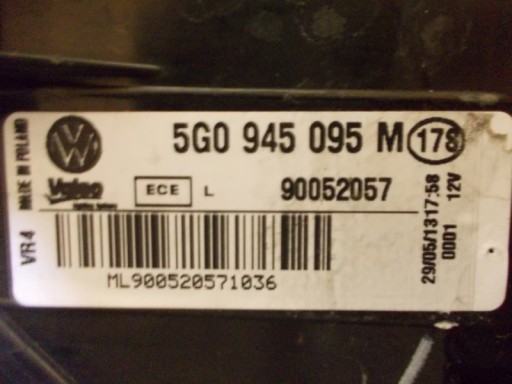 5G0 945 095 M 178
MADE IN POLAND
Valeo
ECE L 90052057
VR4
ML900520571036
29/05/13 17:58
0001 12V